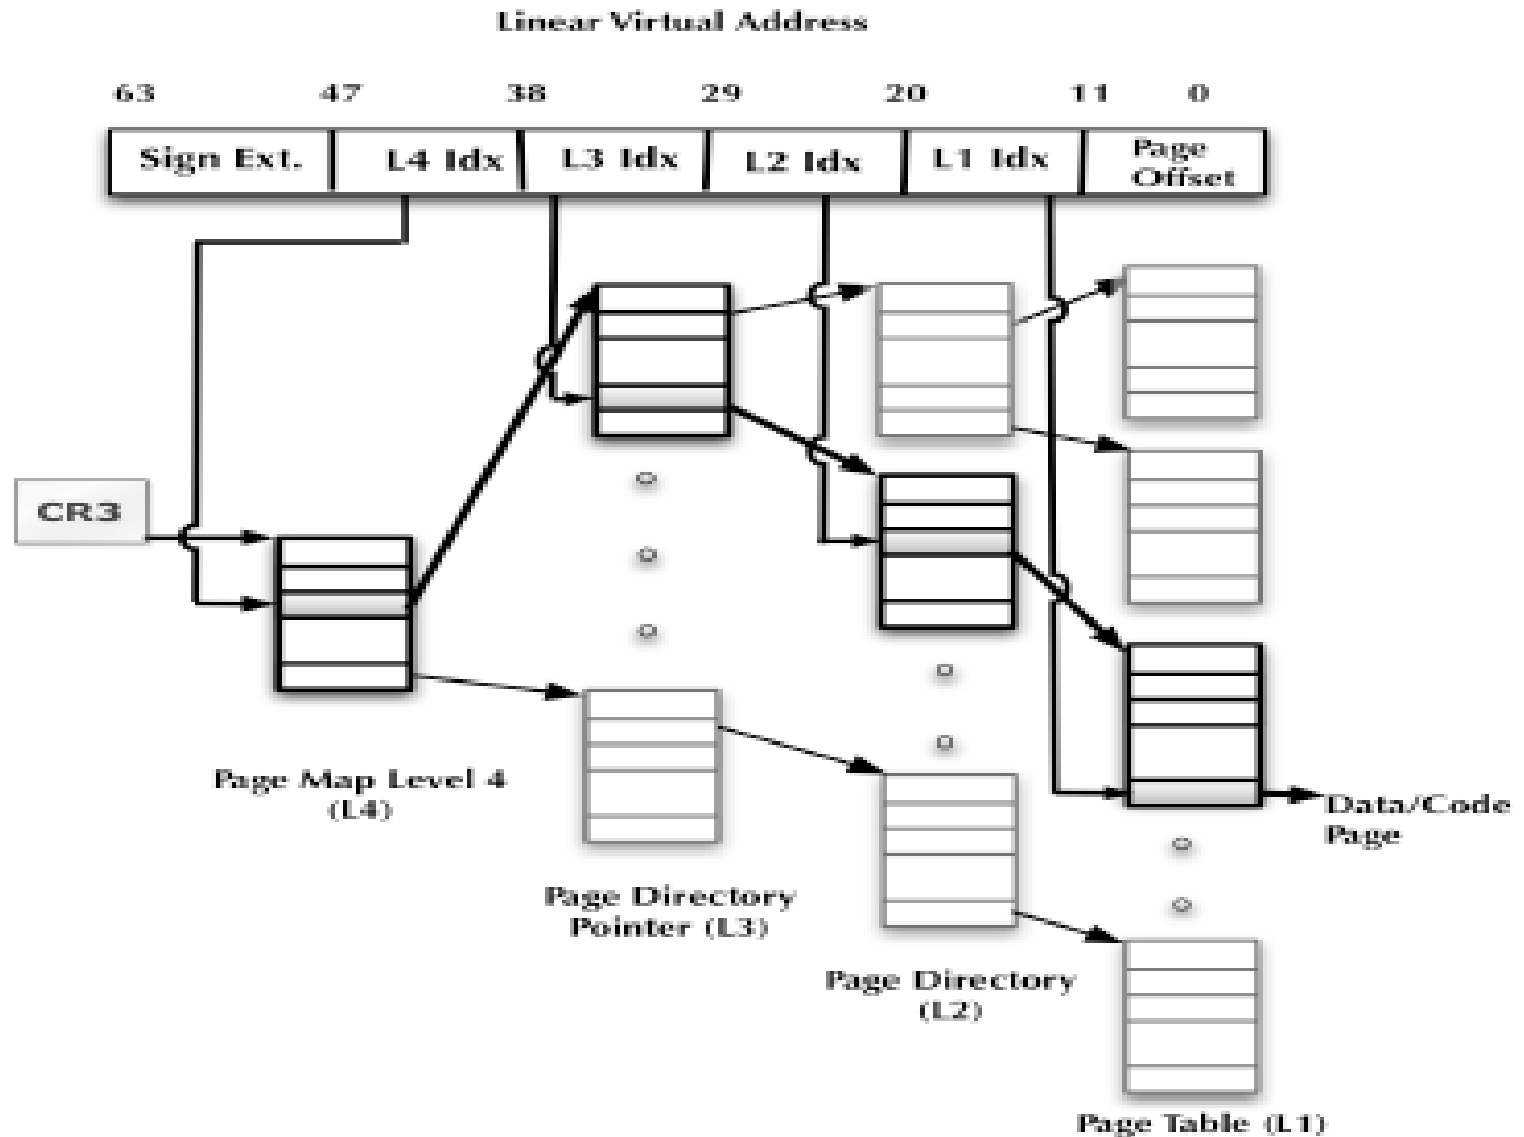 Linear Virtual Address
63 47 38 29 20 11 0
Sign Ext. L4 Idx L3 Idx L2 Idx L1 Idx Page
Offset
CR3
Page Map Level 4
(L4)
Data/Code
Page
Page Directory
Pointer (L3)
Page Directory
(L2)
Page Table (L1)